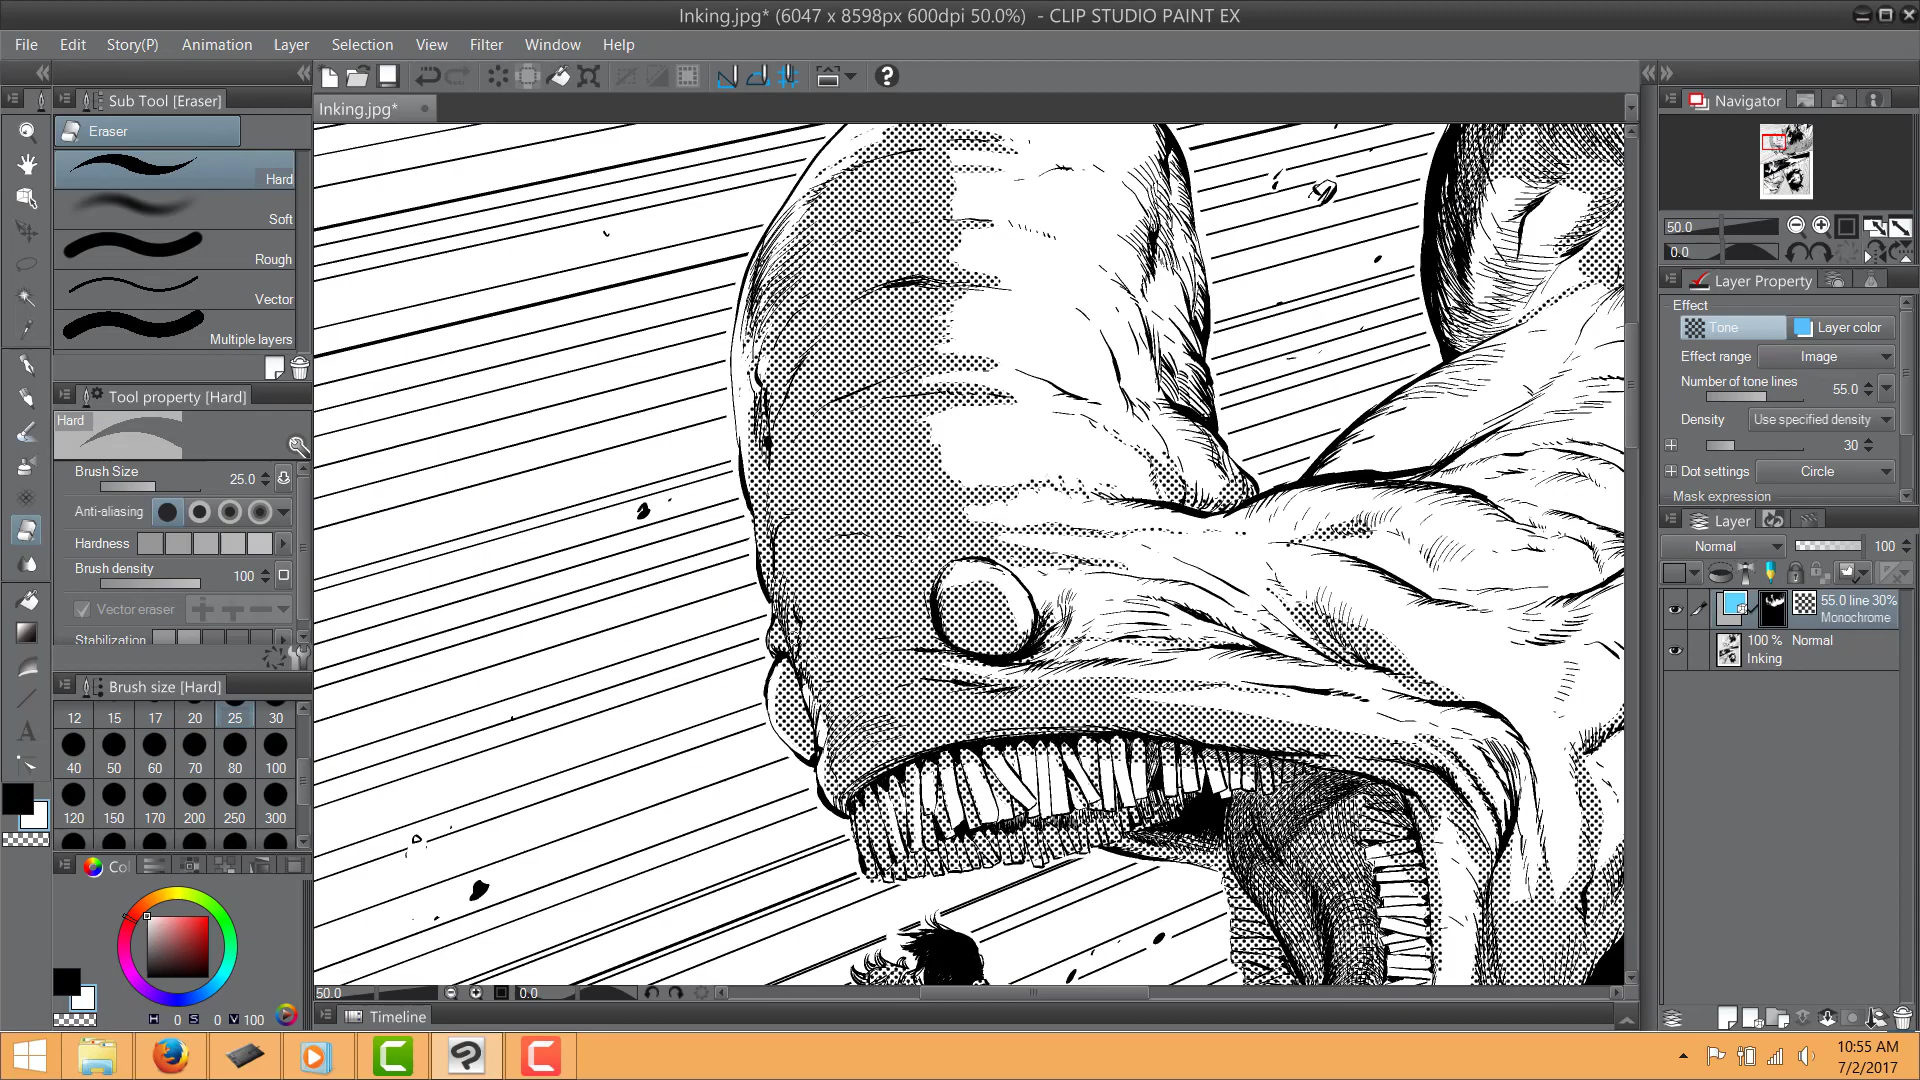 Inking.jpg* (6047 x 8598px 600dpi 50.0%)  - CLIP STUDIO PAINT EX
File Edit Story(P) Animation Layer Selection View Filter Window Help
Sub Tool [Eraser]
Eraser
Hard
Soft
Rough
Vector
Multiple layers
Tool property [Hard]
Hard
Brush Size 25.0
Anti-aliasing
Hardness
Brush density 100
Vector eraser
Stabilization
Brush size [Hard]
12 15 17 20 25 30
40 50 60 70 80 100
120 150 170 200 250 300
Col
H 0 S 0 V 100
Inking.jpg*
50.0 0.0
Timeline
Navigator
50.0
0.0
Layer Property
Effect
Tone Layer color
Effect range Image
Number of tone lines 55.0
Density Use specified density
30
Dot settings Circle
Mask expression
Layer
Normal 100
55.0 line 30%
Monochrome
100 % Normal
Inking
10:55 AM
7/2/2017